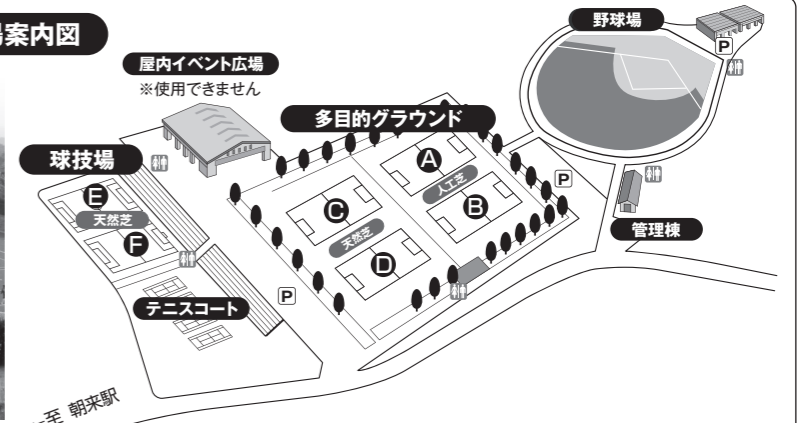 場案内図
野球場
P
屋内イベント広場
※使用できません
多目的グラウンド
球技場
A
人工芝
B
C
天然芝
D
E
天然芝
F
P
管理棟
P
テニスコート
至 朝来駅